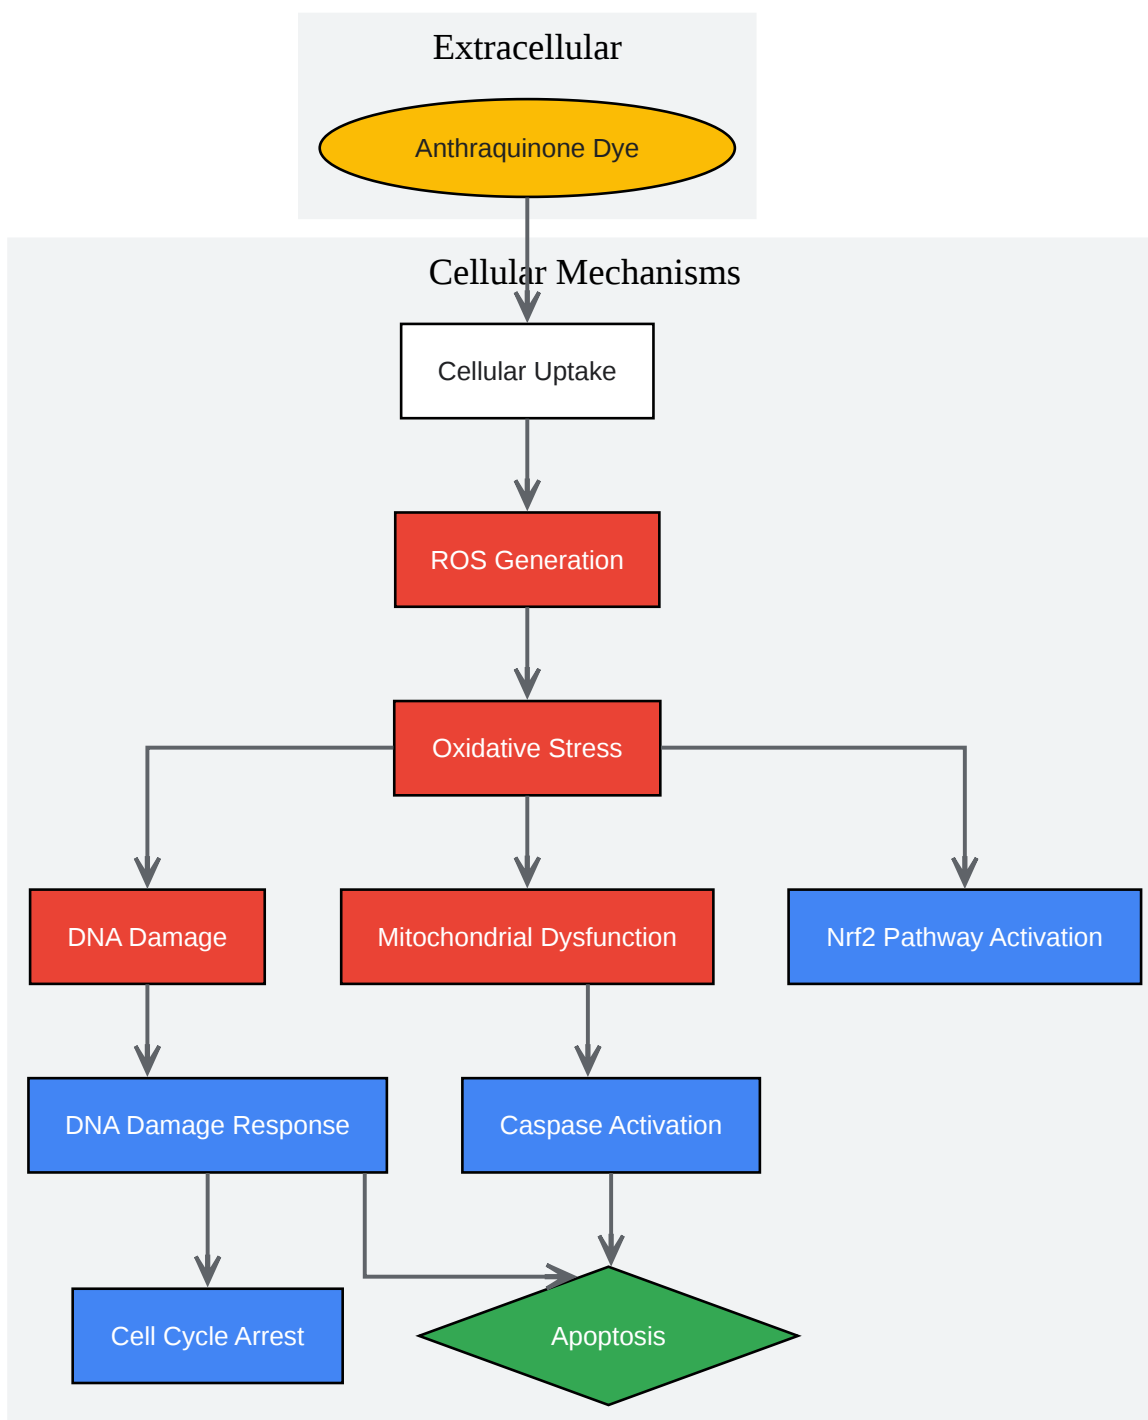 Extracellular
Anthraquinone Dye
Cellular Mechanisms
Cellular Uptake
ROS Generation
Oxidative Stress
DNA Damage
Mitochondrial Dysfunction
Nrf2 Pathway Activation
DNA Damage Response
Caspase Activation
Cell Cycle Arrest
Apoptosis